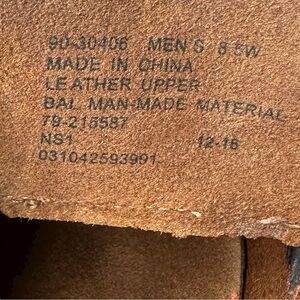 90-30406 MEN'S 8.5W
MADE IN CHINA
LEATHER UPPER
BAL MAN-MADE MATERIAL
79-215587
NS1 12-16
031042593991